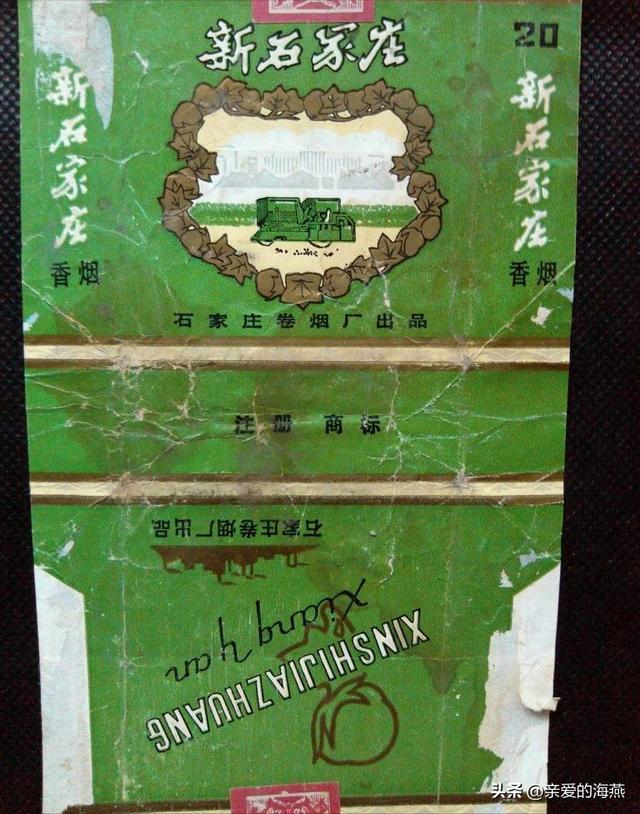 新石家庄
20
新石家庄
香烟
新石家庄
香烟
石家庄卷烟厂出品
注册 商标
石家庄卷烟厂出品
Xiang Yan
XINSHIJIAZHUANG
头条 @亲爱的海燕